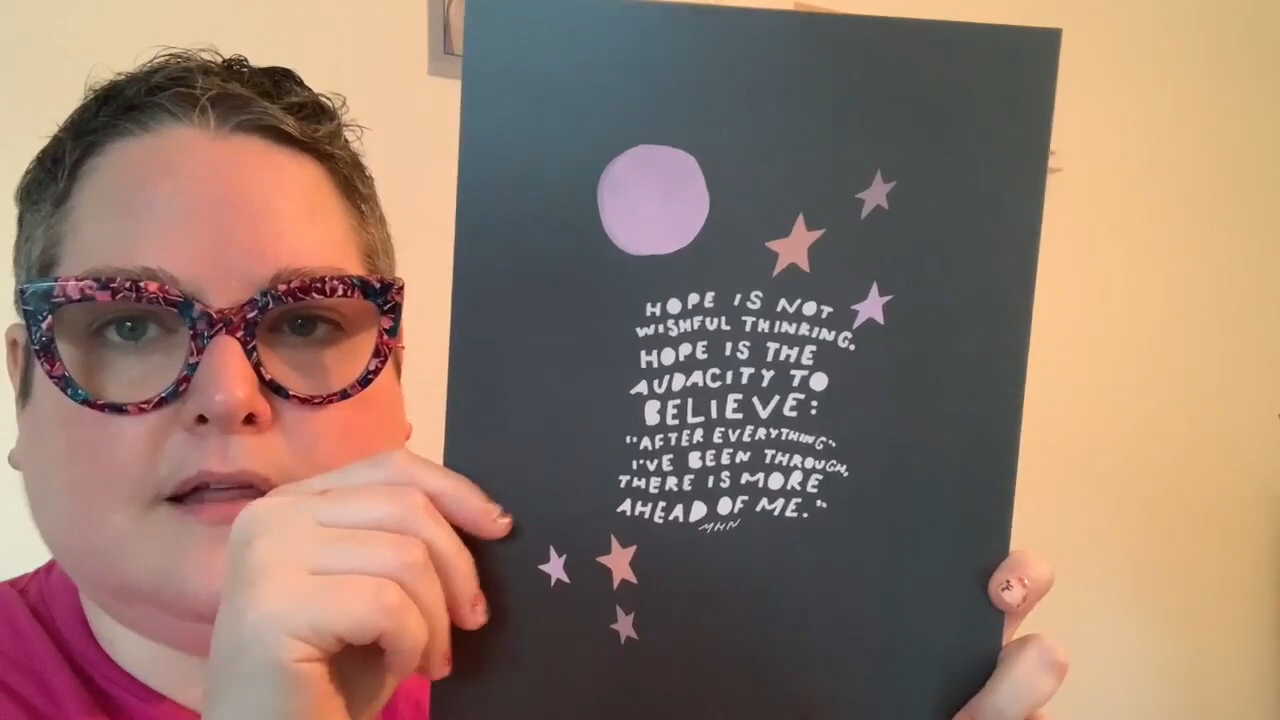 HOPE IS NOT
WISHFUL THINKING.
HOPE IS THE
AUDACITY TO
BELIEVE:
"AFTER EVERYTHING"
I'VE BEEN THROUGH,
THERE IS MORE
AHEAD OF ME."
MHN